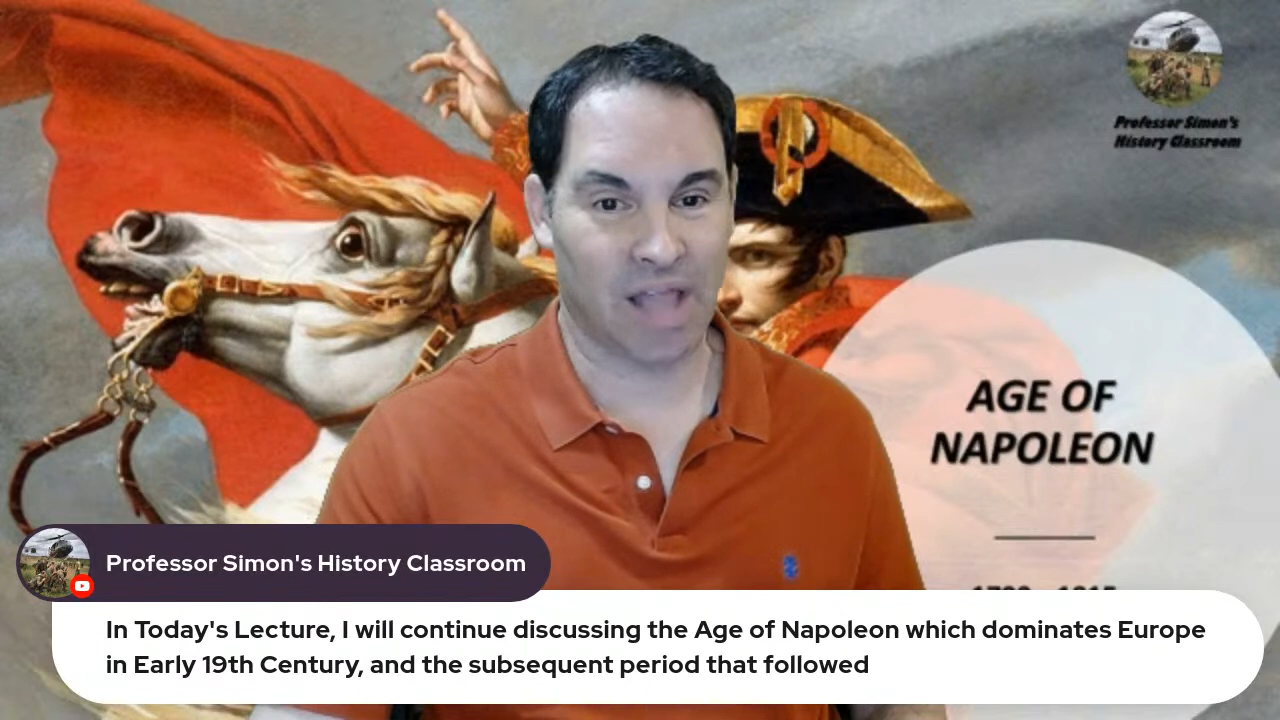 Professor Simon's
History Classroom
AGE OF
NAPOLEON
Professor Simon's History Classroom
In Today's Lecture, I will continue discussing the Age of Napoleon which dominates Europe
in Early 19th Century, and the subsequent period that followed